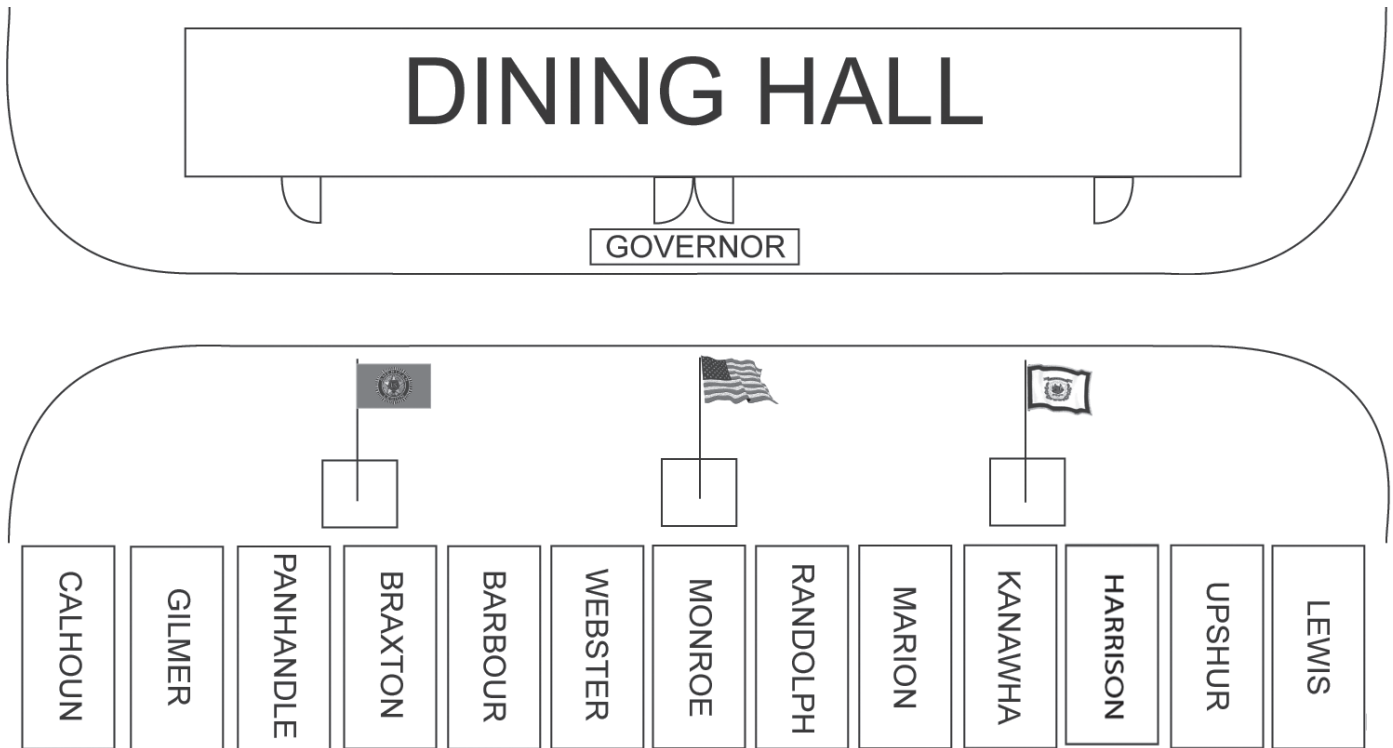 DINING HALL
GOVERNOR
CALHOUN
GILMER
PANHANDLE
BRAXTON
BARBOUR
WEBSTER
MONROE
RANDOLPH
MARION
KANAWHA
HARRISON
UPSHUR
LEWIS